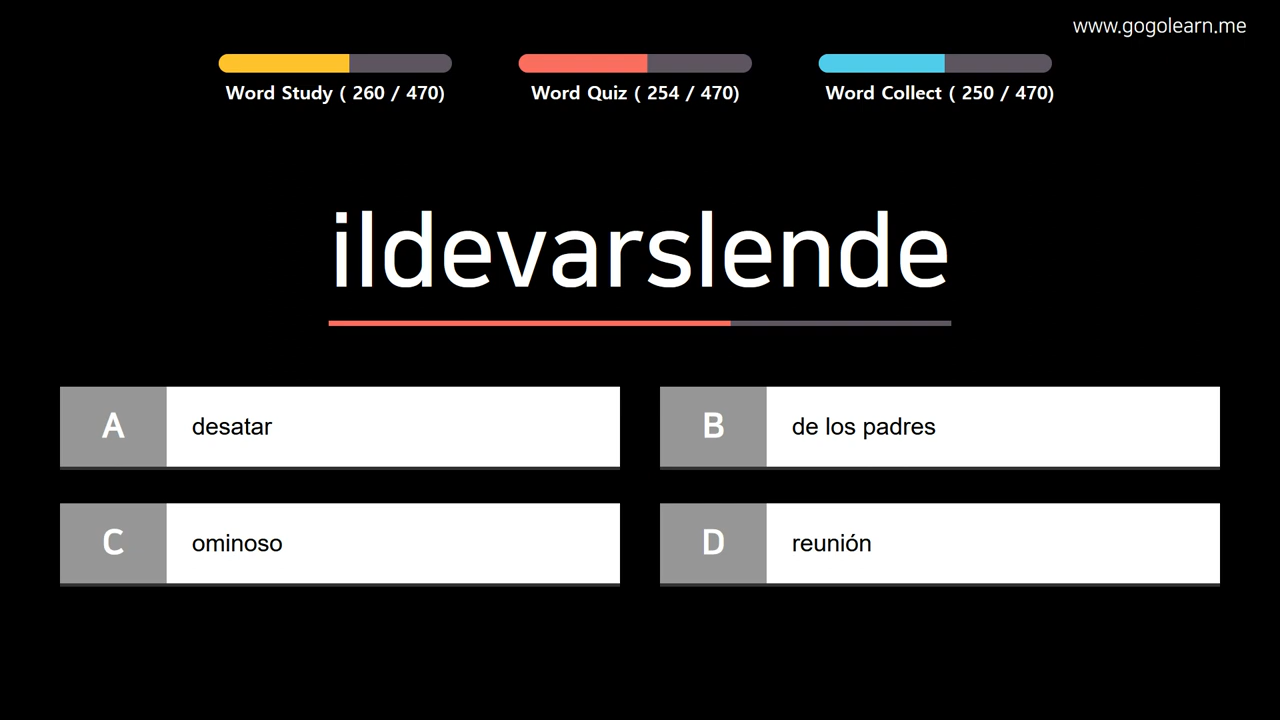 www.gogolearn.me
Word Study ( 260 / 470)
Word Quiz ( 254 / 470)
Word Collect ( 250 / 470)
ildevarslende
A desatar
B de los padres
C ominoso
D reunión